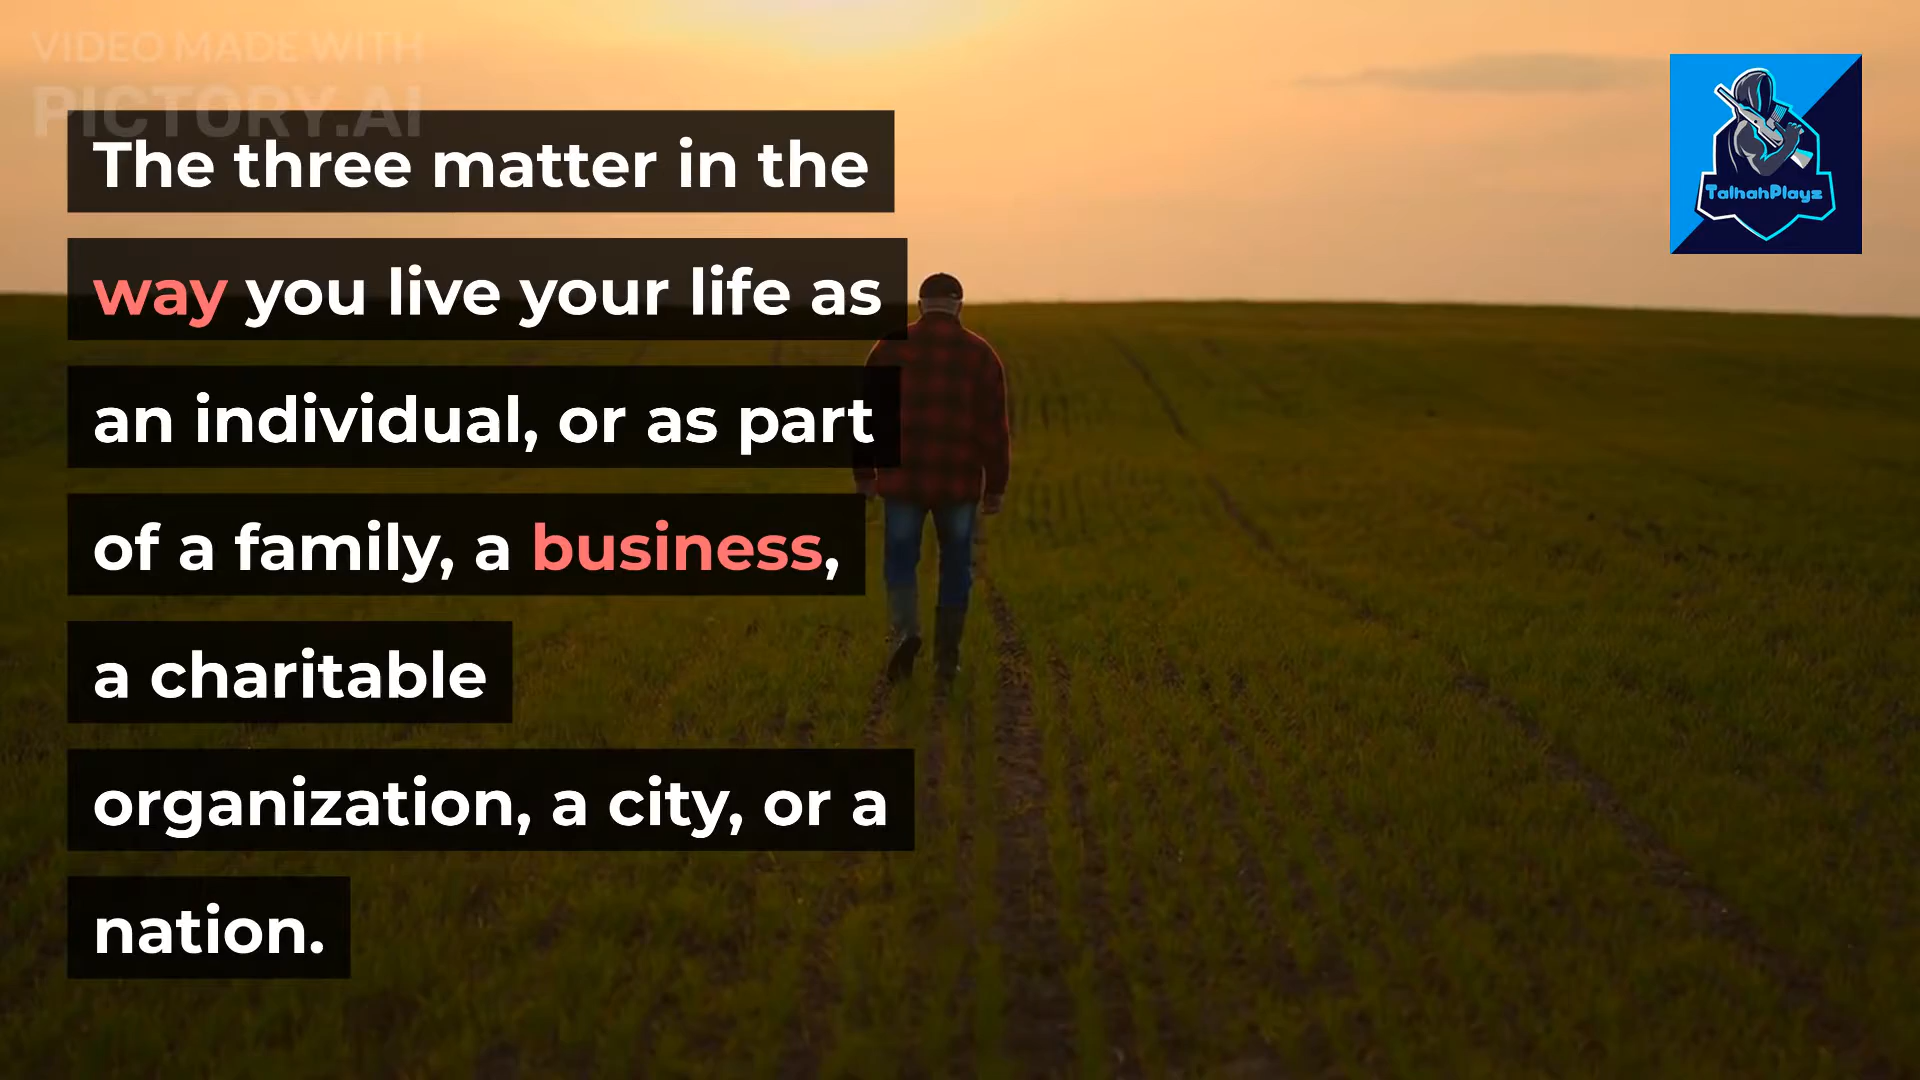 VIDEO MADE WITH
PICTORY.AI
The three matter in the
way you live your life as
an individual, or as part
of a family, a business,
a charitable
organization, a city, or a
nation.
TalhahPlayz